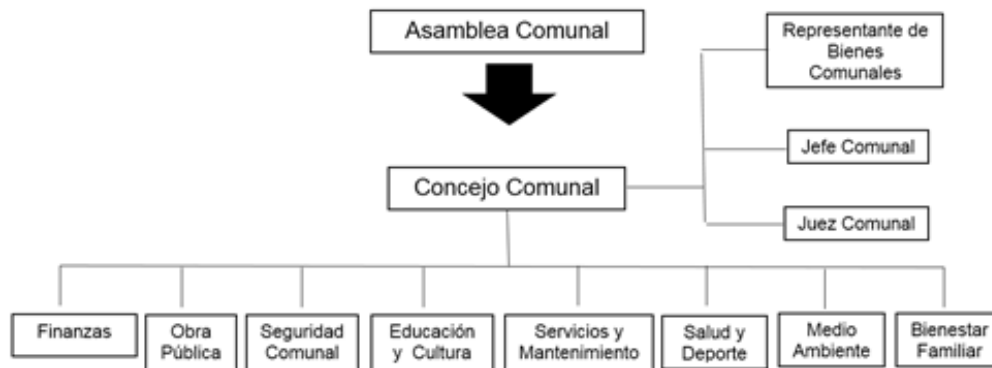 Asamblea Comunal
Representante de
Bienes
Comunales
Jefe Comunal
Concejo Comunal
Juez Comunal
Finanzas
Obra
Pública
Seguridad
Comunal
Educación
y Cultura
Servicios y
Mantenimiento
Salud y
Deporte
Medio
Ambiente
Bienestar
Familiar